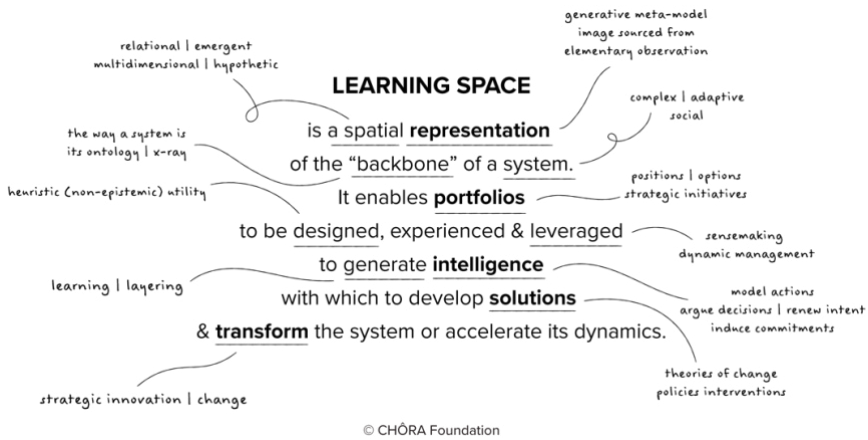 generative meta-model
image sourced from
elementary observation
relational | emergent
multidimensional | hypothetic
LEARNING SPACE
complex | adaptive
social
is a spatial representation
the way a system is
its ontology | x-ray
of the “backbone” of a system.
heuristic (non-epistemic) utility
It enables portfolios
positions | options
strategic initiatives
to be designed, experienced & leveraged
sensemaking
dynamic management
to generate intelligence
learning | layering
model actions
argue decisions | renew intent
induce commitments
with which to develop solutions
& transform the system or accelerate its dynamics.
theories of change
policies interventions
strategic innovation | change
© CHÔRA Foundation